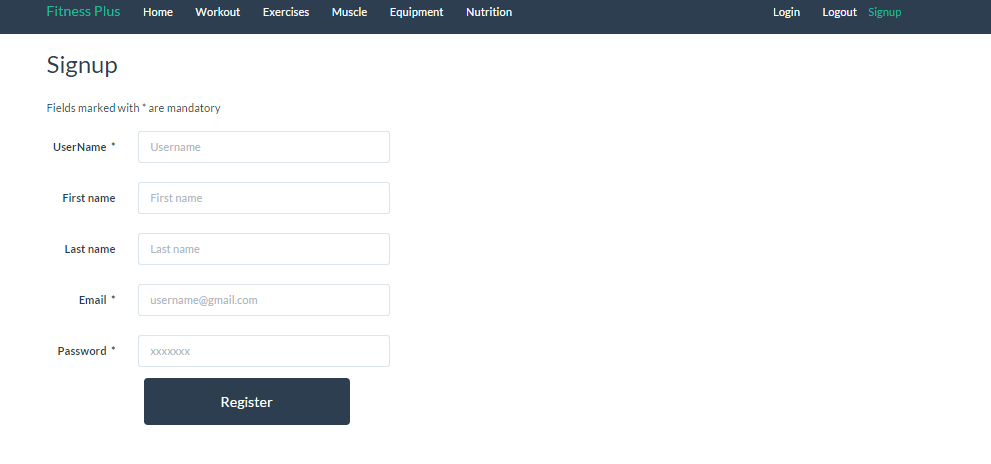 Fitness Plus Home Workout Exercises Muscle Equipment Nutrition Login Logout Signup
Signup
Fields marked with * are mandatory
UserName * Username
First name First name
Last name Last name
Email * username@gmail.com
Password * xxxxxxx
Register